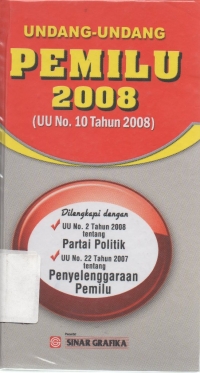 UNDANG-UNDANG
PEMILU
2008
(UU No. 10 Tahun 2008)
Dilengkapi dengan
UU No. 2 Tahun 2008
tentang
Partai Politik
UU No. 22 Tahun 2007
tentang
Penyelenggaraan
Pemilu
SINAR GRAFIKA